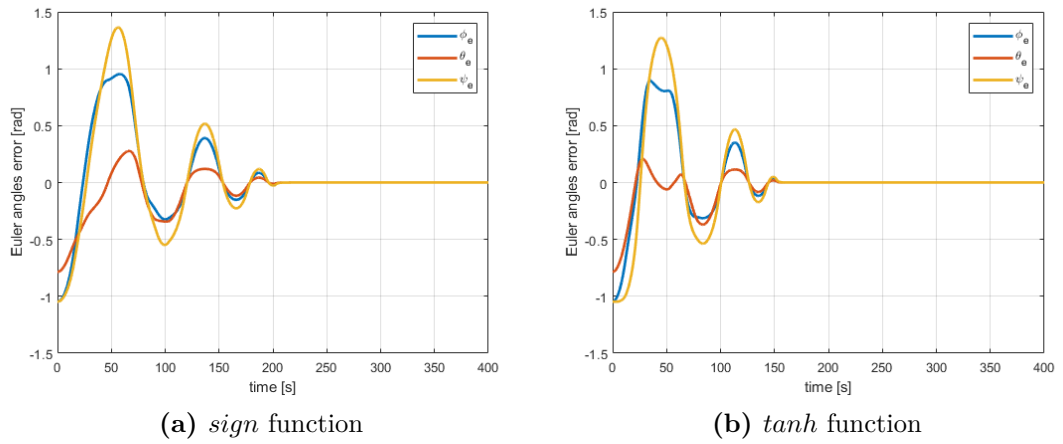 1.5
1
0.5
0
-0.5
-1
-1.5
Euler angles error [rad]
ϕe
θe
ψe
0 50 100 150 200 250 300 350 400
time [s]
(a) sign function
1.5
1
0.5
0
-0.5
-1
-1.5
Euler angles error [rad]
ϕe
θe
ψe
0 50 100 150 200 250 300 350 400
time [s]
(b) tanh function